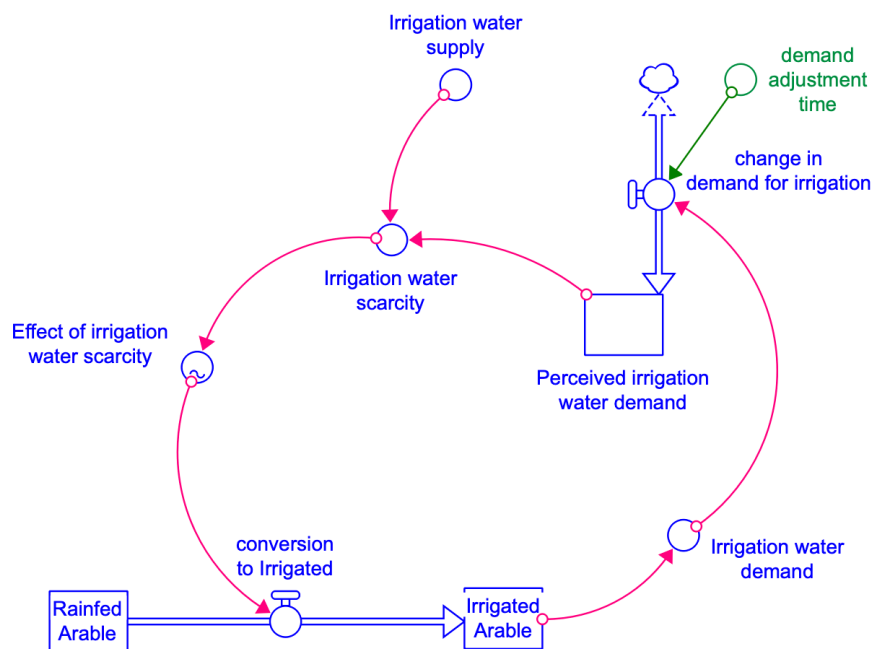 Irrigation water
supply
demand
adjustment
time
change in
demand for irrigation
Irrigation water
scarcity
Effect of irrigation
water scarcity
Perceived irrigation
water demand
conversion
to Irrigated
Irrigation water
demand
Rainfed
Arable
Irrigated
Arable